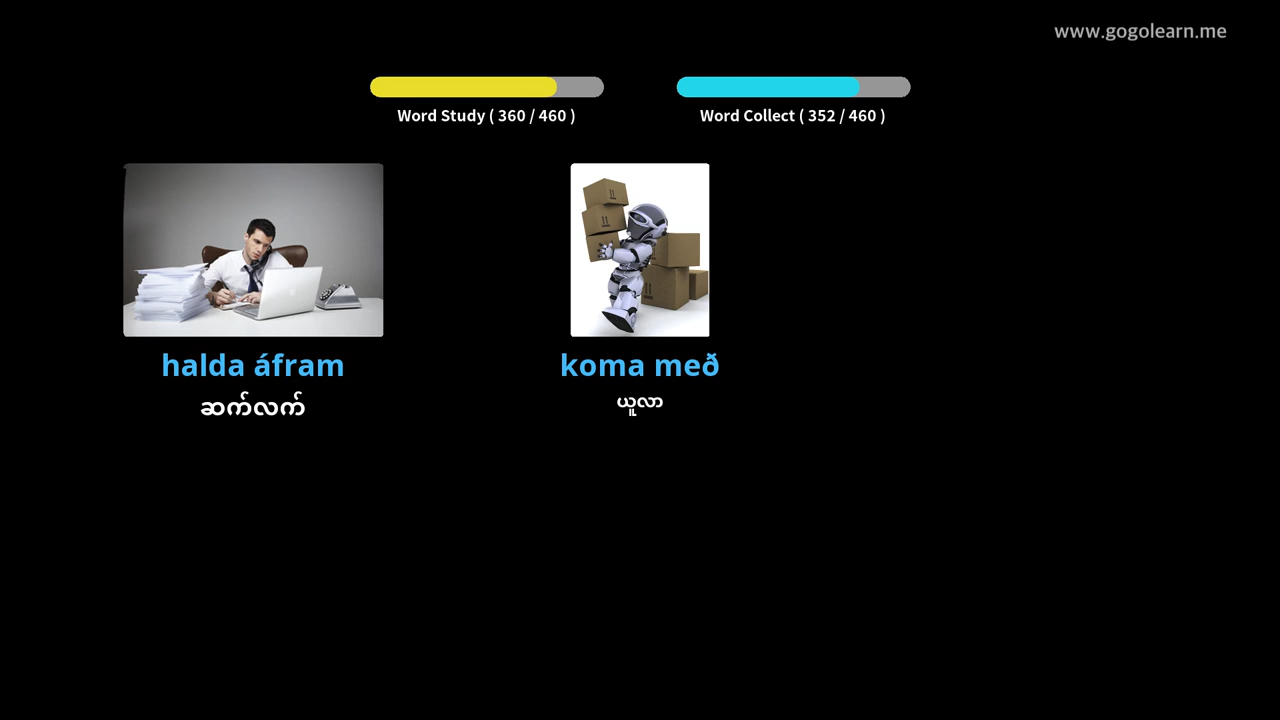 www.gogolearn.me
Word Study ( 360 / 460 )
Word Collect ( 352 / 460 )
halda áfram
ဆက်လက်
koma með
ယူလာ